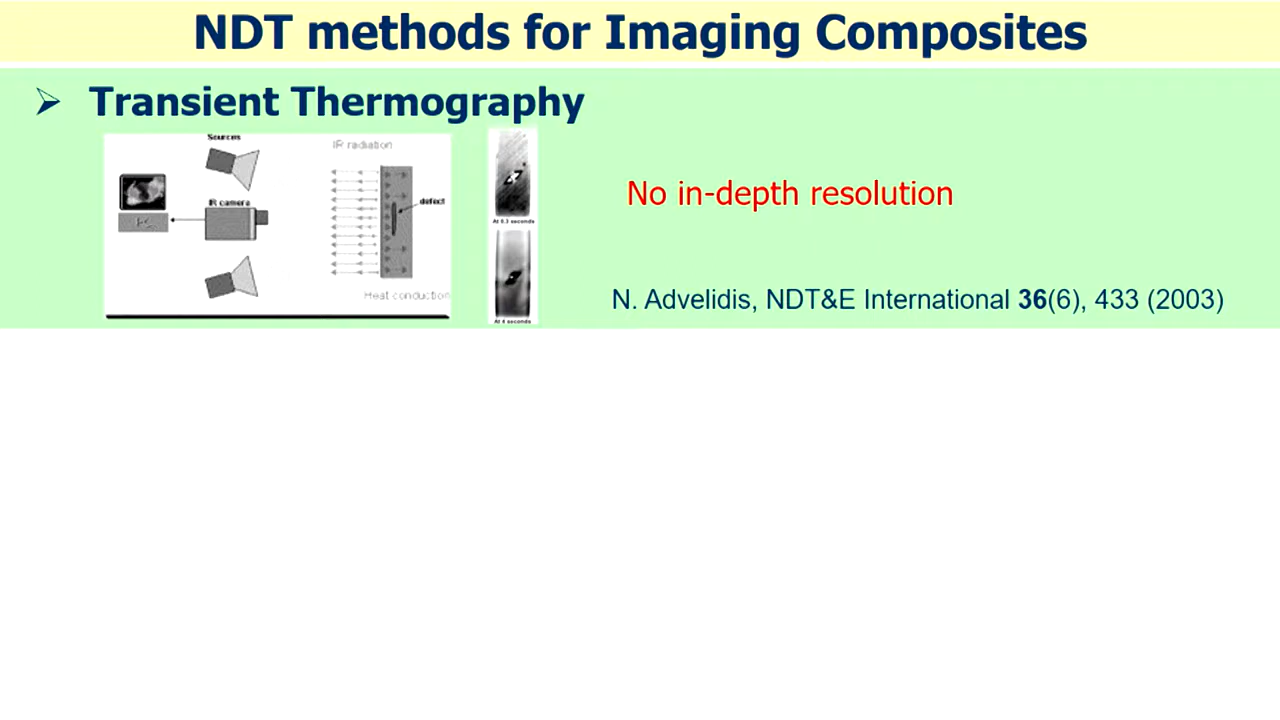 NDT methods for Imaging Composites
Transient Thermography
Sources
IR radiation
IR camera
defect
PC
Heat conduction
At 0.3 seconds
At 4 seconds
No in-depth resolution
N. Advelidis, NDT&E International 36(6), 433 (2003)